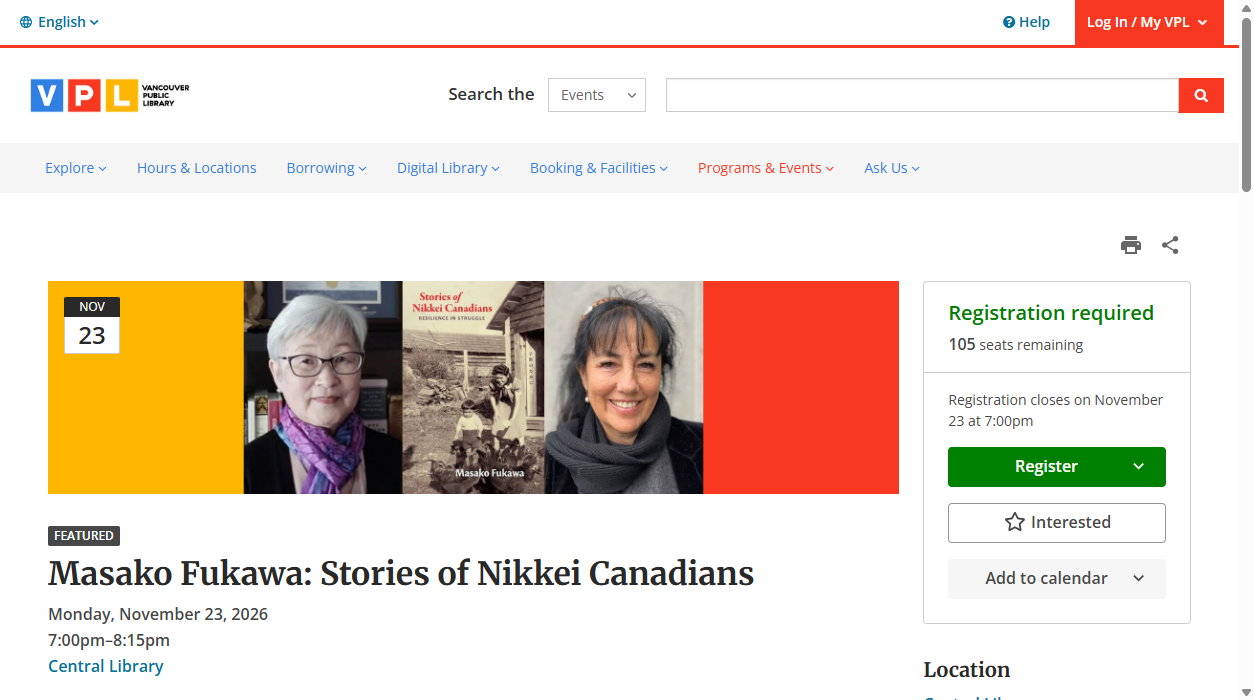 English
Help
Log In / My VPL
V P L VANCOUVER
PUBLIC
LIBRARY
Search the
Events
Explore
Hours & Locations
Borrowing
Digital Library
Booking & Facilities
Programs & Events
Ask Us
NOV
23
Stories of
Nikkei Canadians
RESILIENCE IN STRUGGLE
Masako Fukawa
Registration required
105 seats remaining
Registration closes on November
23 at 7:00pm
Register
Interested
Add to calendar
FEATURED
Masako Fukawa: Stories of Nikkei Canadians
Monday, November 23, 2026
7:00pm–8:15pm
Central Library
Location